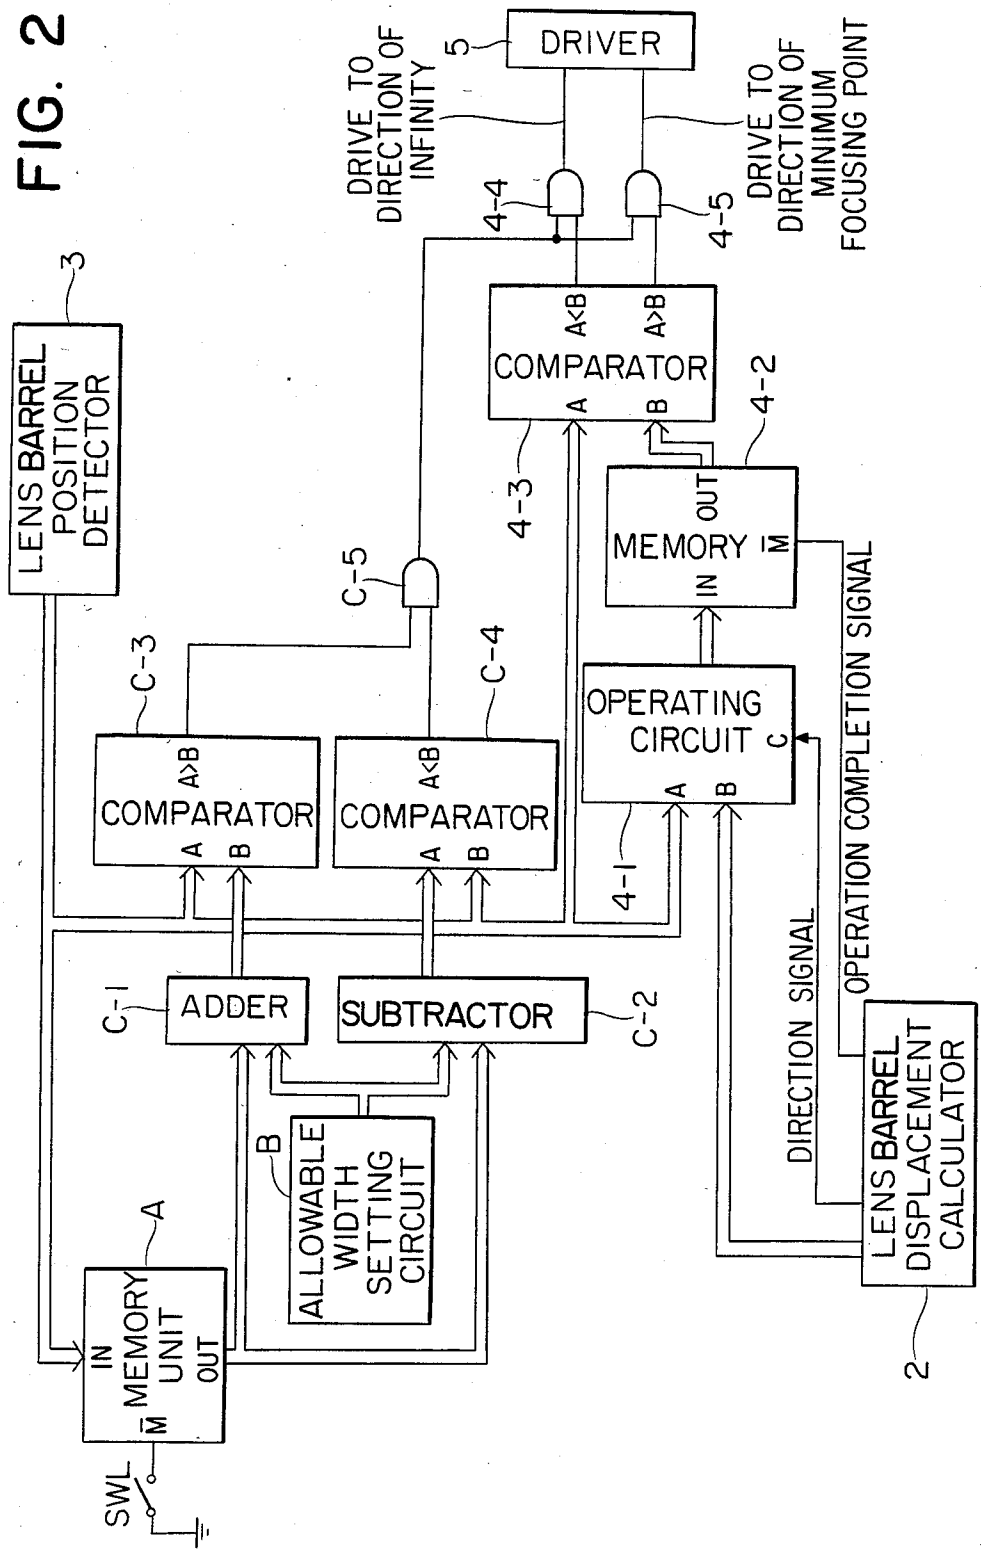 FIG. 2
3
LENS BARREL
POSITION
DETECTOR
DRIVE TO
DIRECTION OF
INFINITY
5
DRIVER
DRIVE TO
DIRECTION OF
MINIMUM
FOCUSING POINT
4-4
4-5
A<B
A>B
COMPARATOR
A
B
4-3
4-2
OUT
MEMORY
M̅
IN
C-5
C-3
A>B
COMPARATOR
A
B
C-4
A<B
COMPARATOR
A
B
OPERATING
CIRCUIT
C
A
B
4-1
C-1
ADDER
SUBTRACTOR
C-2
B
ALLOWABLE
WIDTH
SETTING
CIRCUIT
A
IN
MEMORY
UNIT
OUT
M̅
SWL
DIRECTION SIGNAL
OPERATION COMPLETION SIGNAL
LENS BARREL
DISPLACEMENT
CALCULATOR
2